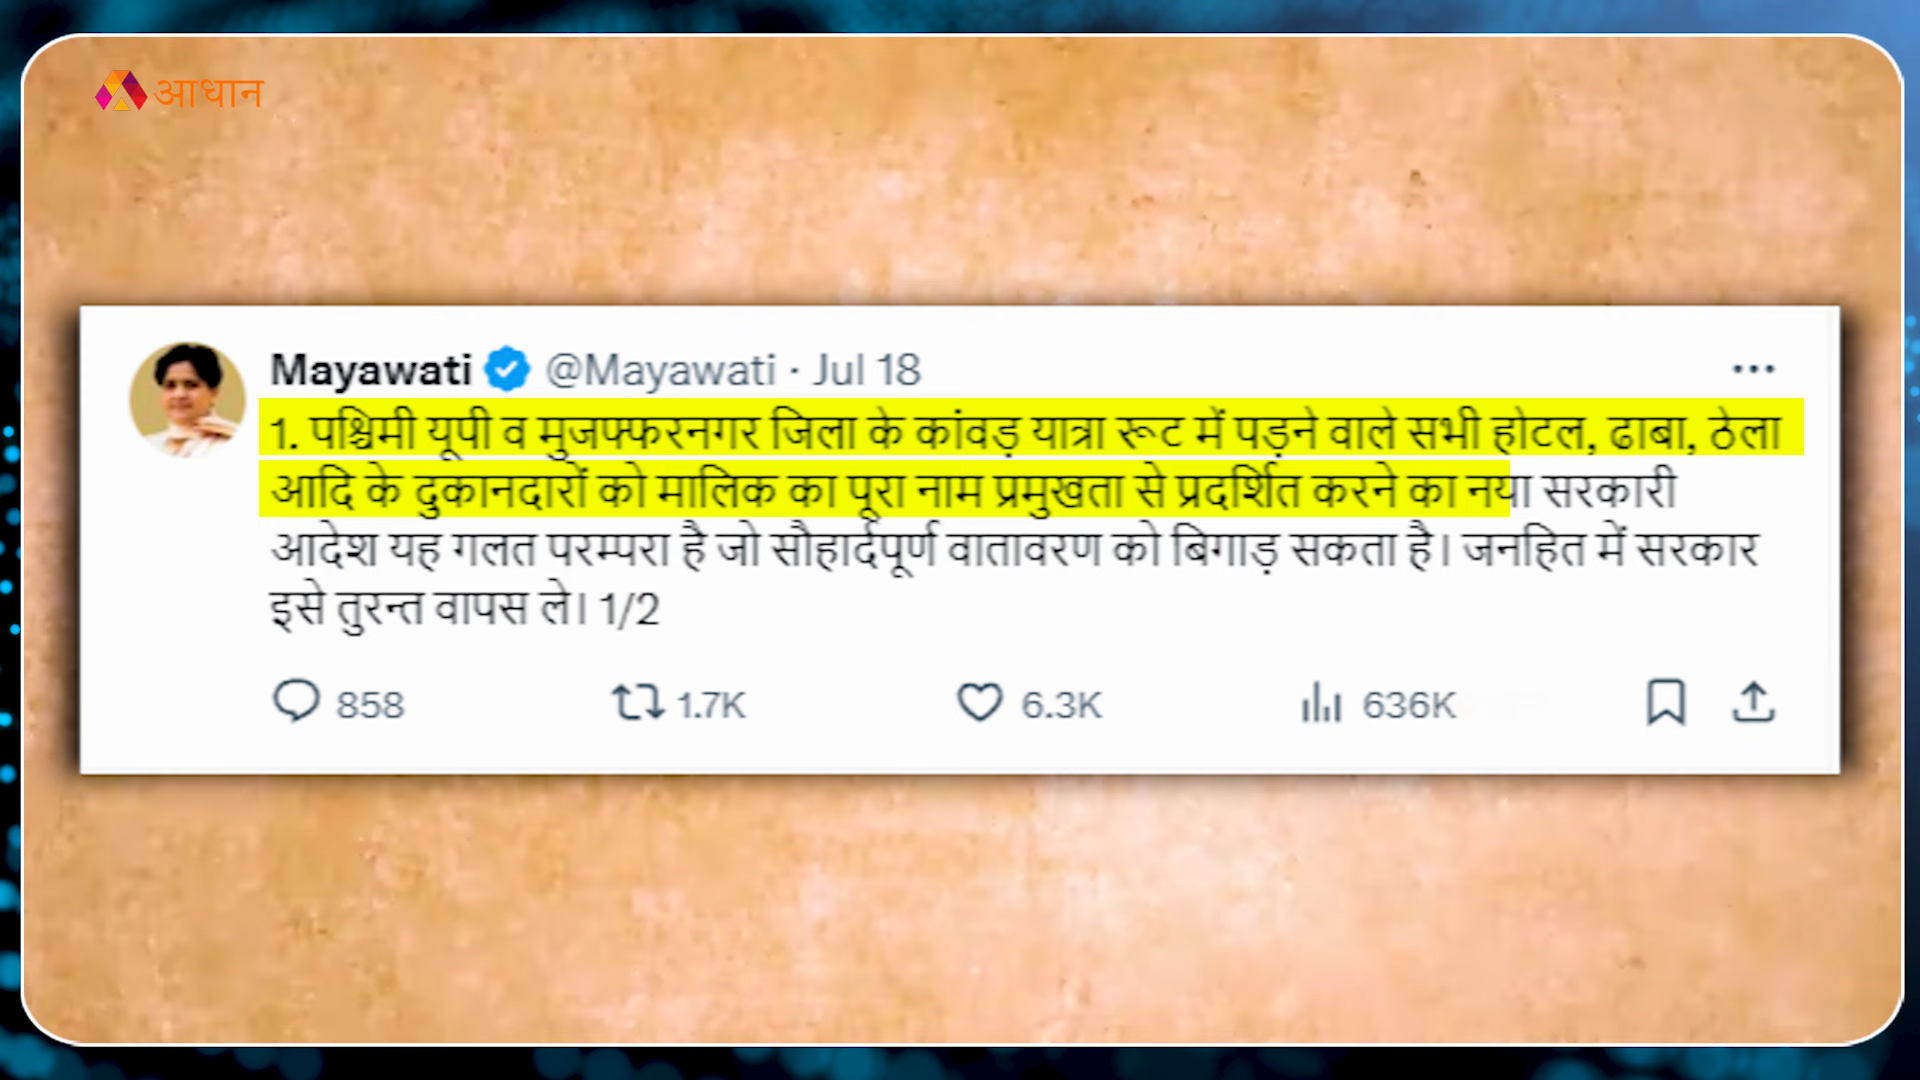 आधान
Mayawati @Mayawati · Jul 18
1. पश्चिमी यूपी व मुजफ्फरनगर जिला के कांवड़ यात्रा रूट में पड़ने वाले सभी होटल, ढाबा, ठेला
आदि के दुकानदारों को मालिक का पूरा नाम प्रमुखता से प्रदर्शित करने का नया सरकारी
आदेश यह गलत परम्परा है जो सौहार्दपूर्ण वातावरण को बिगाड़ सकता है। जनहित में सरकार
इसे तुरन्त वापस ले। 1/2
858 1.7K 6.3K 636K